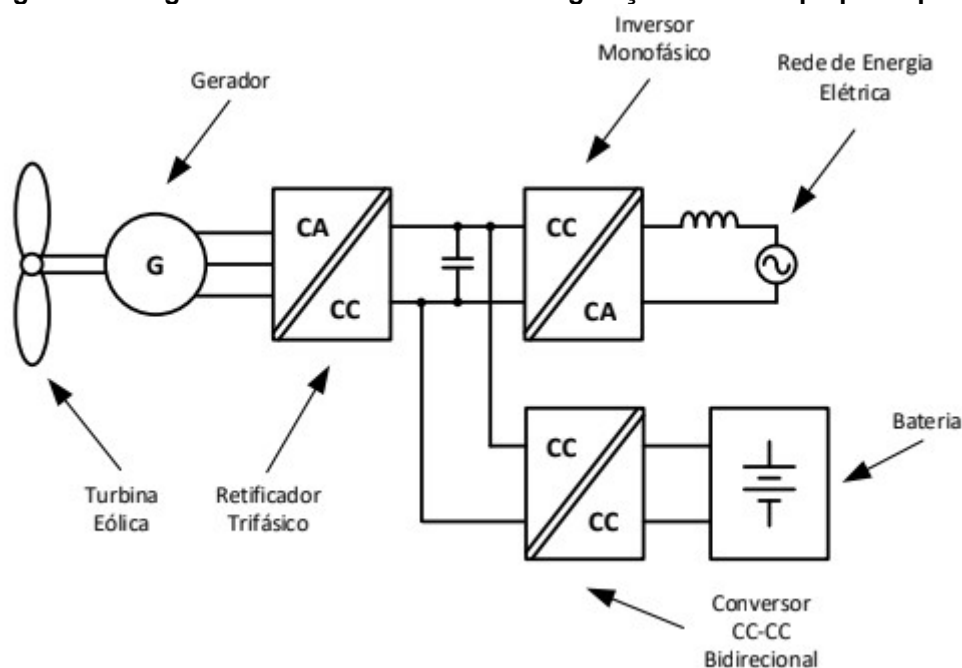 Inversor
Monofásico
Rede de Energia
Elétrica
Gerador
CA
CC
G
CC
CA
CC
CC
Bateria
Turbina
Eólica
Retificador
Trifásico
Conversor
CC-CC
Bidirecional